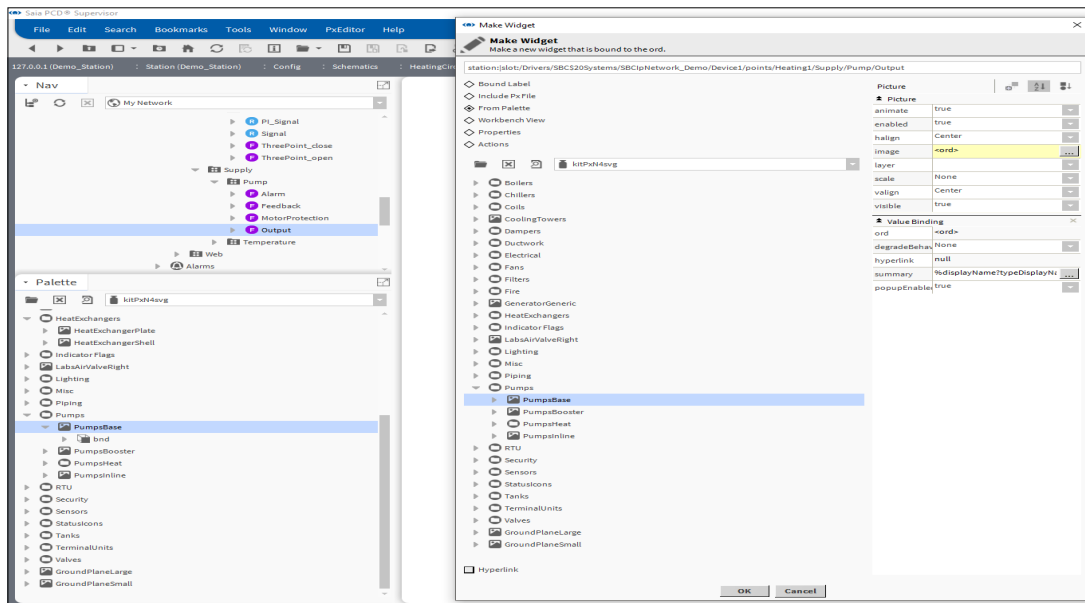 Saia PCD® Supervisor
File Edit Search Bookmarks Tools Window PxEditor Help
127.0.0.1 (Demo_Station) : Station (Demo_Station) : Config : Schematics : HeatingCir
Nav
My Network
PI_Signal
Signal
ThreePoint_close
ThreePoint_open
Supply
Pump
Alarm
Feedback
MotorProtection
Output
Temperature
Web
Alarms
Palette
kitPxN4svg
HeatExchangers
HeatExchangerPlate
HeatExchangerShell
Indicator Flags
LabsAirValveRight
Lighting
Misc
Piping
Pumps
PumpsBase
bnd
PumpsBooster
PumpsHeat
PumpsInline
RTU
Security
Sensors
StatusIcons
Tanks
TerminalUnits
Valves
GroundPlaneLarge
GroundPlaneSmall
Make Widget
Make Widget
Make a new widget that is bound to the ord.
station:|slot:/Drivers/SBC$20Systems/SBCIpNetwork_Demo/Device1/points/Heating1/Supply/Pump/Output
Bound Label
Include Px File
From Palette
Workbench View
Properties
Actions
kitPxN4svg
Boilers
Chillers
Coils
CoolingTowers
Dampers
Ductwork
Electrical
Fans
Filters
Fire
GeneratorGeneric
HeatExchangers
Indicator Flags
LabsAirValveRight
Lighting
Misc
Piping
Pumps
PumpsBase
PumpsBooster
PumpsHeat
PumpsInline
RTU
Security
Sensors
StatusIcons
Tanks
TerminalUnits
Valves
GroundPlaneLarge
GroundPlaneSmall
Hyperlink
Picture
Picture
animate true
enabled true
halign Center
image <ord>
layer
scale None
valign Center
visible true
Value Binding
ord <ord>
degradeBehav None
hyperlink null
summary %displayName?typeDisplayNa
popupEnable true
OK Cancel